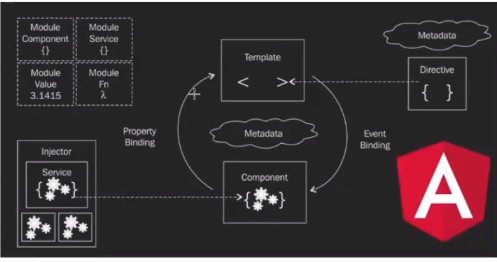 Module
Component
{}
Module
Service
{}
Module
Value
3.1415
Module
Fn
λ
Template
< >
Metadata
Directive
{ }
Property
Binding
Metadata
Event
Binding
Injector
Service
{ }
Component
{ }
A